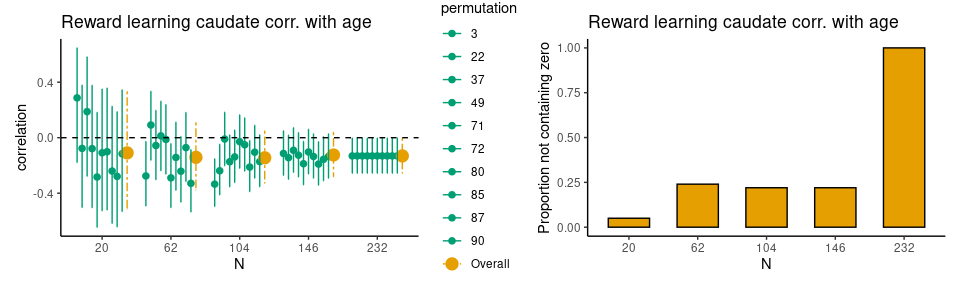 Reward learning caudate corr. with age
correlation
0.4
0.0
-0.4
20 62 104 146 232
N
permutation
3
22
37
49
71
72
80
85
87
90
Overall
Reward learning caudate corr. with age
Proportion not containing zero
1.00
0.75
0.50
0.25
0.00
20 62 104 146 232
N